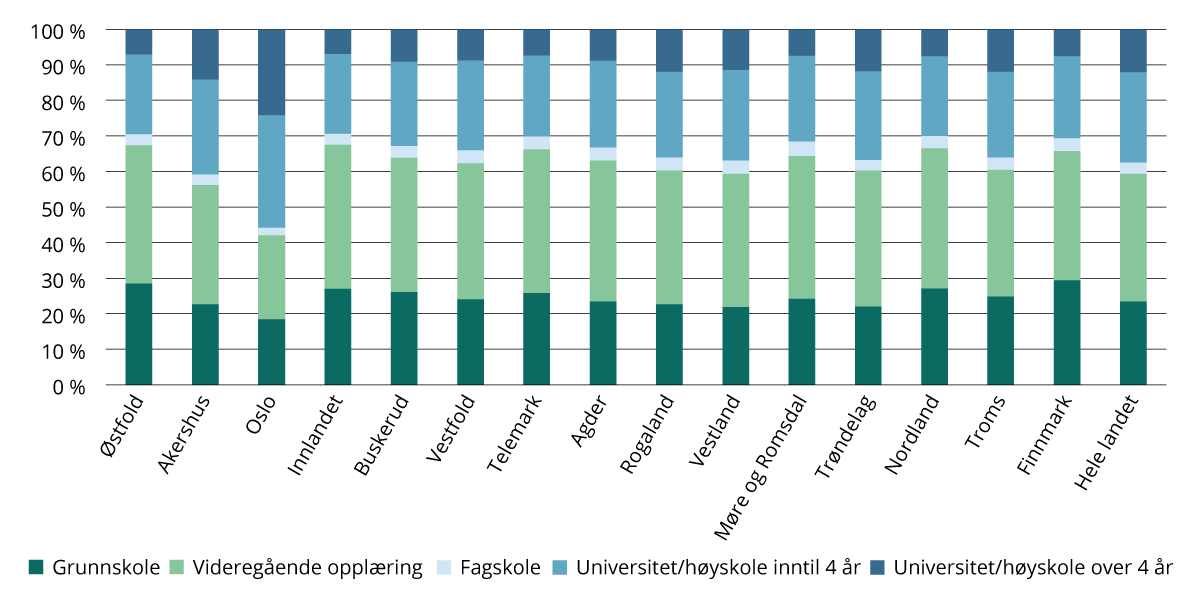 100 %
90 %
80 %
70 %
60 %
50 %
40 %
30 %
20 %
10 %
0 %
Østfold
Akershus
Oslo
Innlandet
Buskerud
Vestfold
Telemark
Agder
Rogaland
Vestland
Møre og Romsdal
Trøndelag
Nordland
Troms
Finnmark
Hele landet
Grunnskole Videregående opplæring Fagskole Universitet/høyskole inntil 4 år Universitet/høyskole over 4 år